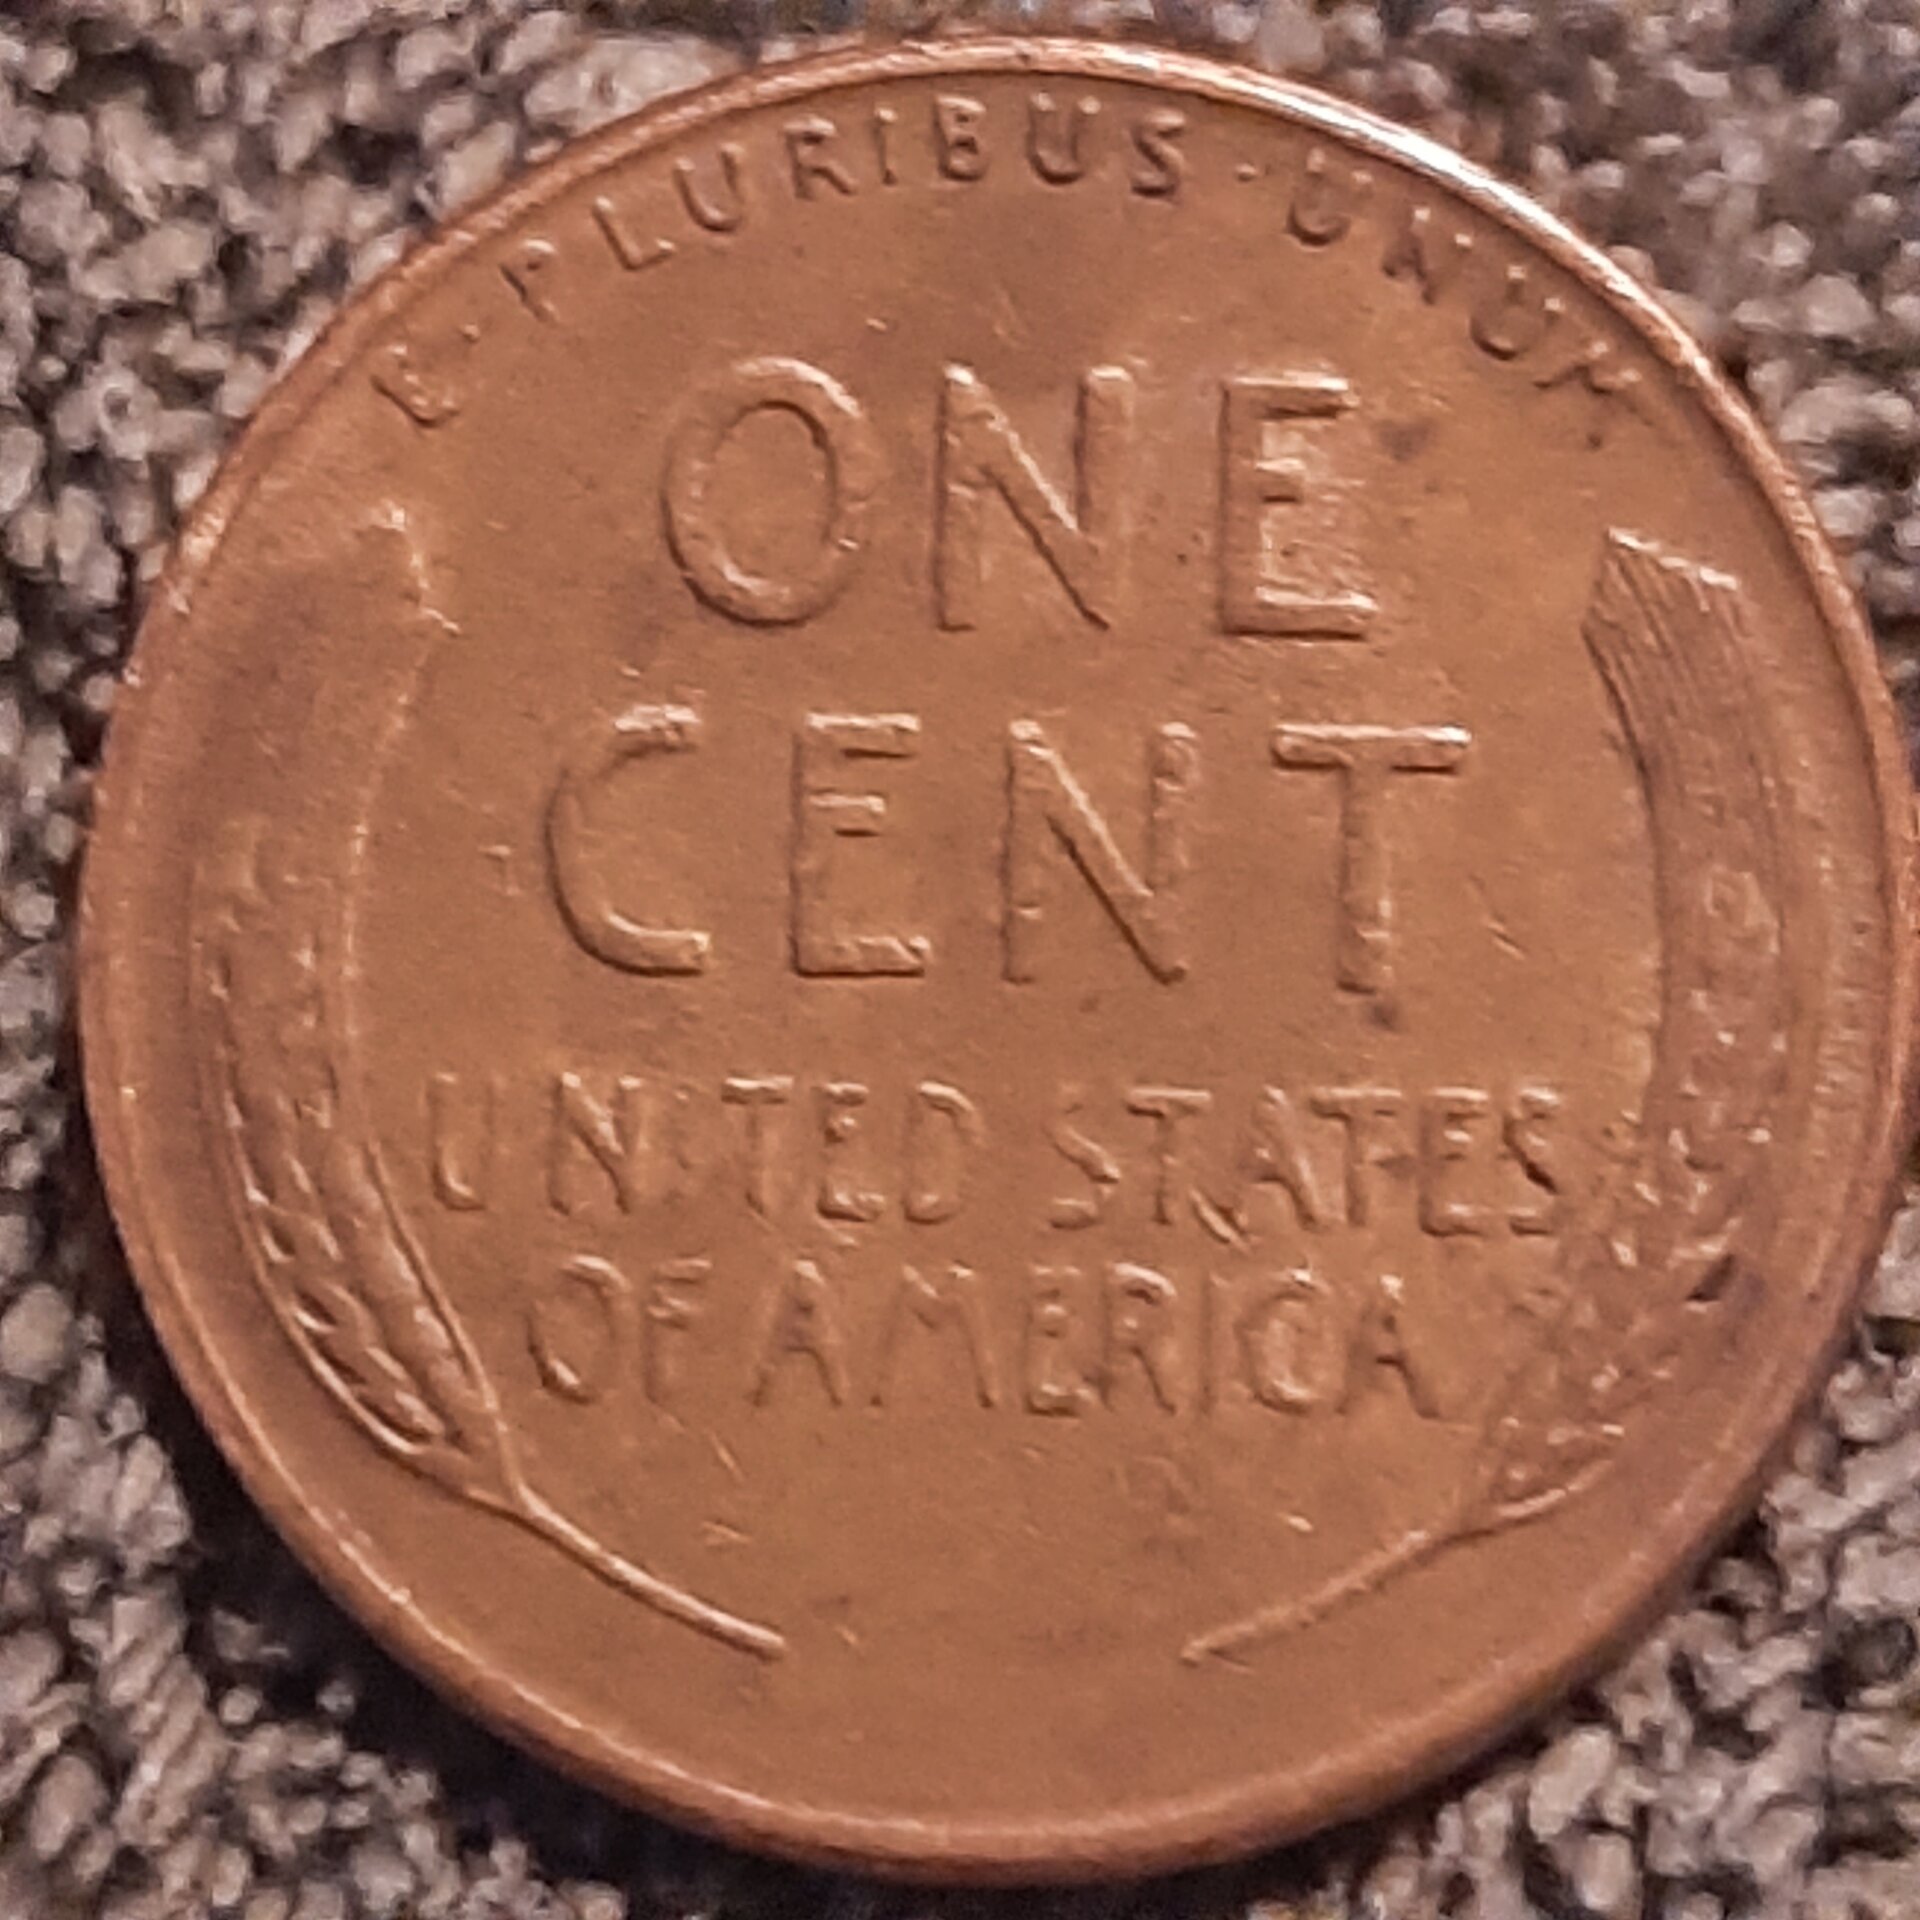 E·PLURIBUS·UNUM
ONE
CENT
UNITED STATES
OF AMERICA